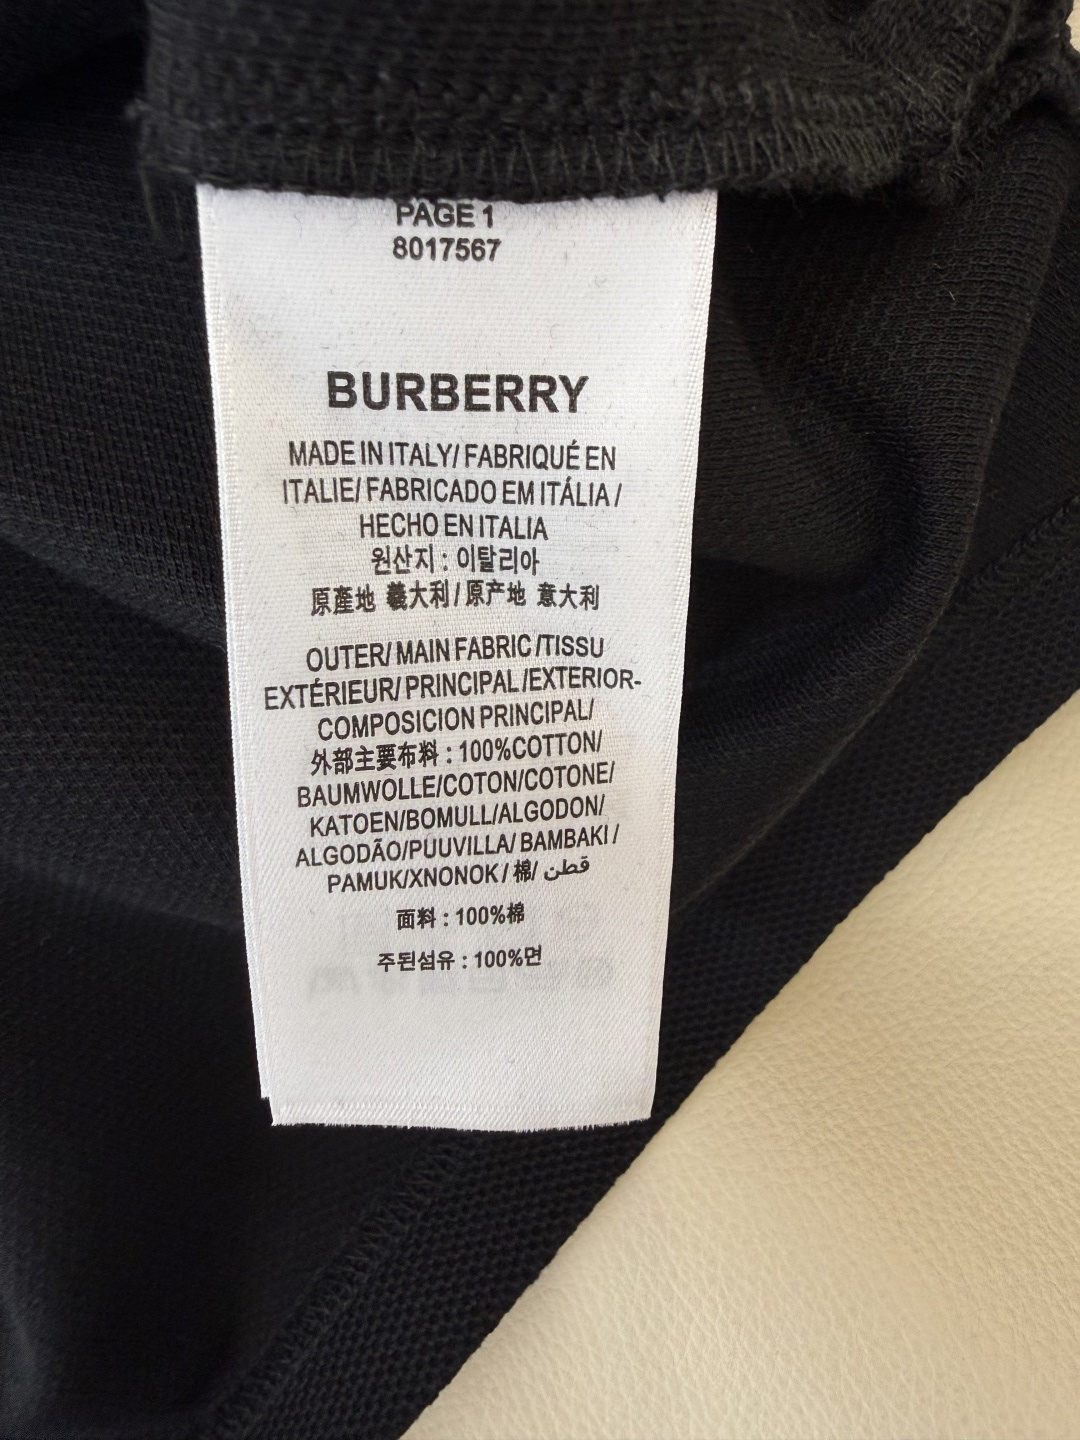 PAGE 1
8017567
BURBERRY
MADE IN ITALY/ FABRIQUÉ EN
ITALIE/ FABRICADO EM ITÁLIA /
HECHO EN ITALIA
원산지 : 이탈리아
原產地 義大利 / 原产地 意大利
OUTER/ MAIN FABRIC /TISSU
EXTÉRIEUR/ PRINCIPAL /EXTERIOR-
COMPOSICION PRINCIPAL/
外部主要布料 : 100%COTTON/
BAUMWOLLE/COTON/COTONE/
KATOEN/BOMULL/ALGODON/
ALGODÃO/PUUVILLA/ BAMBAKI /
PAMUK/XNONOK / 棉/ قطن
面料 : 100%棉
주된섬유 : 100%면